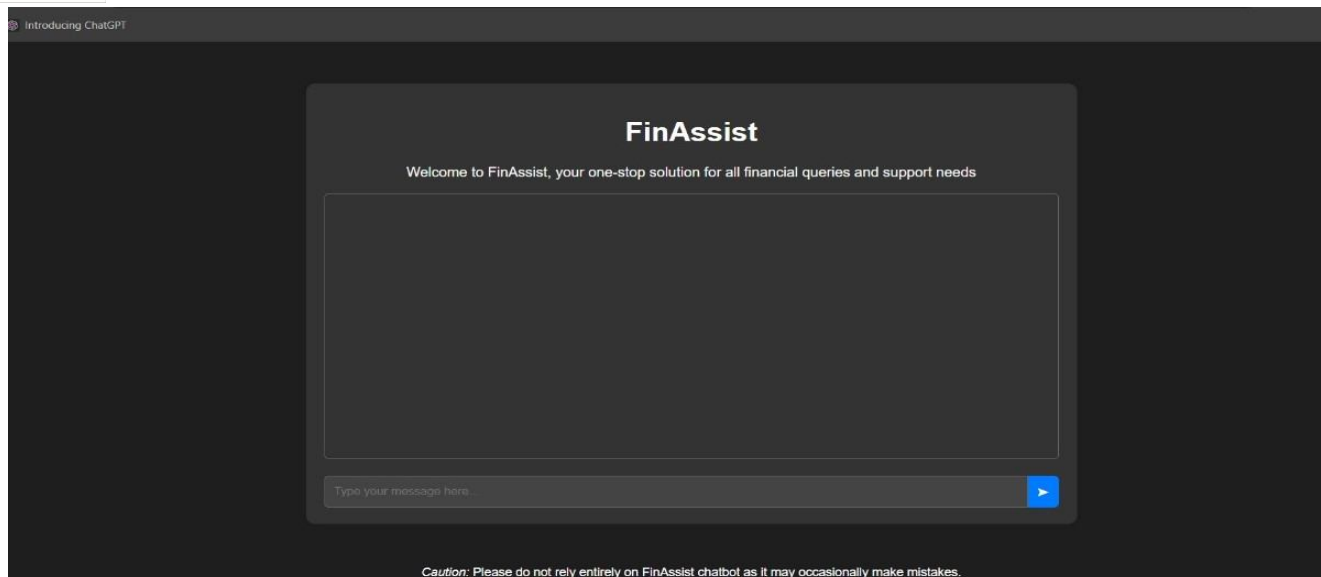 Introducing ChatGPT
FinAssist
Welcome to FinAssist, your one-stop solution for all financial queries and support needs
Type your message here...
Caution: Please do not rely entirely on FinAssist chatbot as it may occasionally make mistakes.